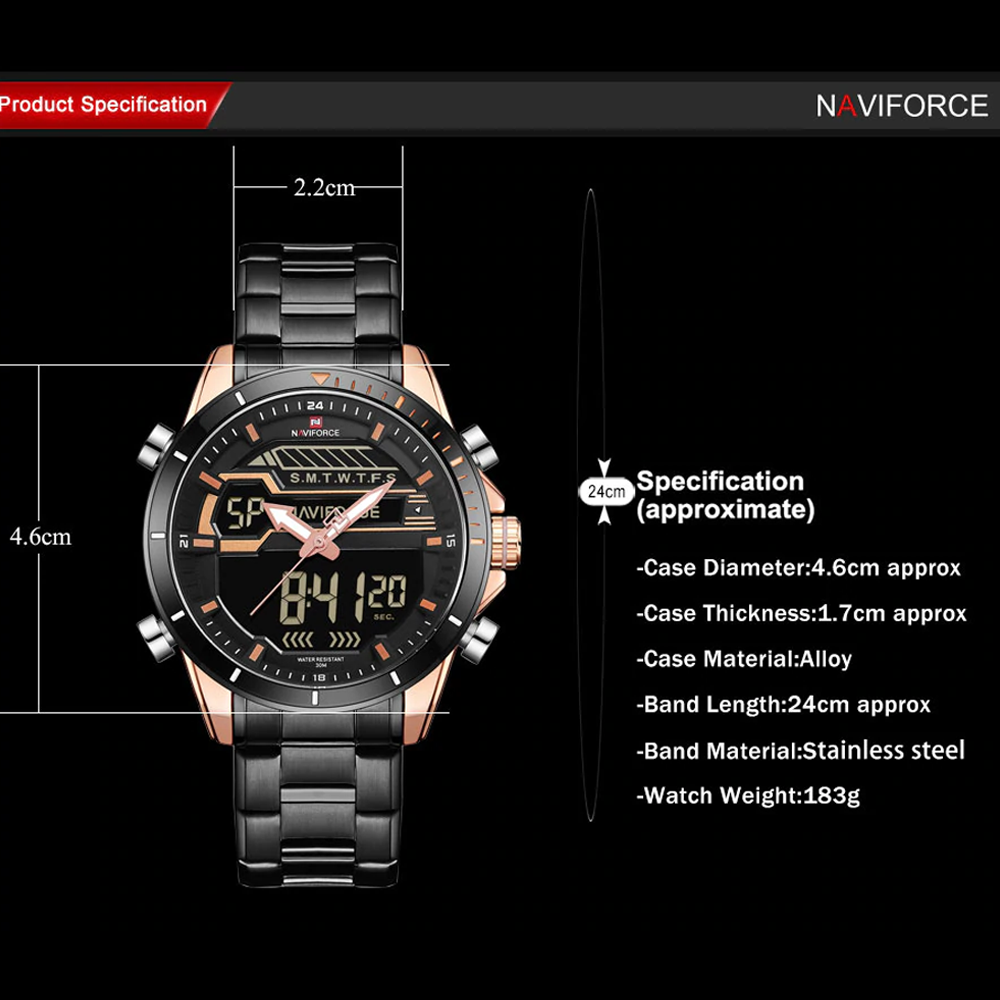 Product Specification
NAVIFORCE
2.2cm
24
NAVIFORCE
S.M.T.W.T.F.S
SP
21
15
4.6cm
8:41 20
SEC.
WATER RESISTANT
30M
18
24cm
Specification
(approximate)
-Case Diameter:4.6cm approx
-Case Thickness:1.7cm approx
-Case Material:Alloy
-Band Length:24cm approx
-Band Material:Stainless steel
-Watch Weight:183g